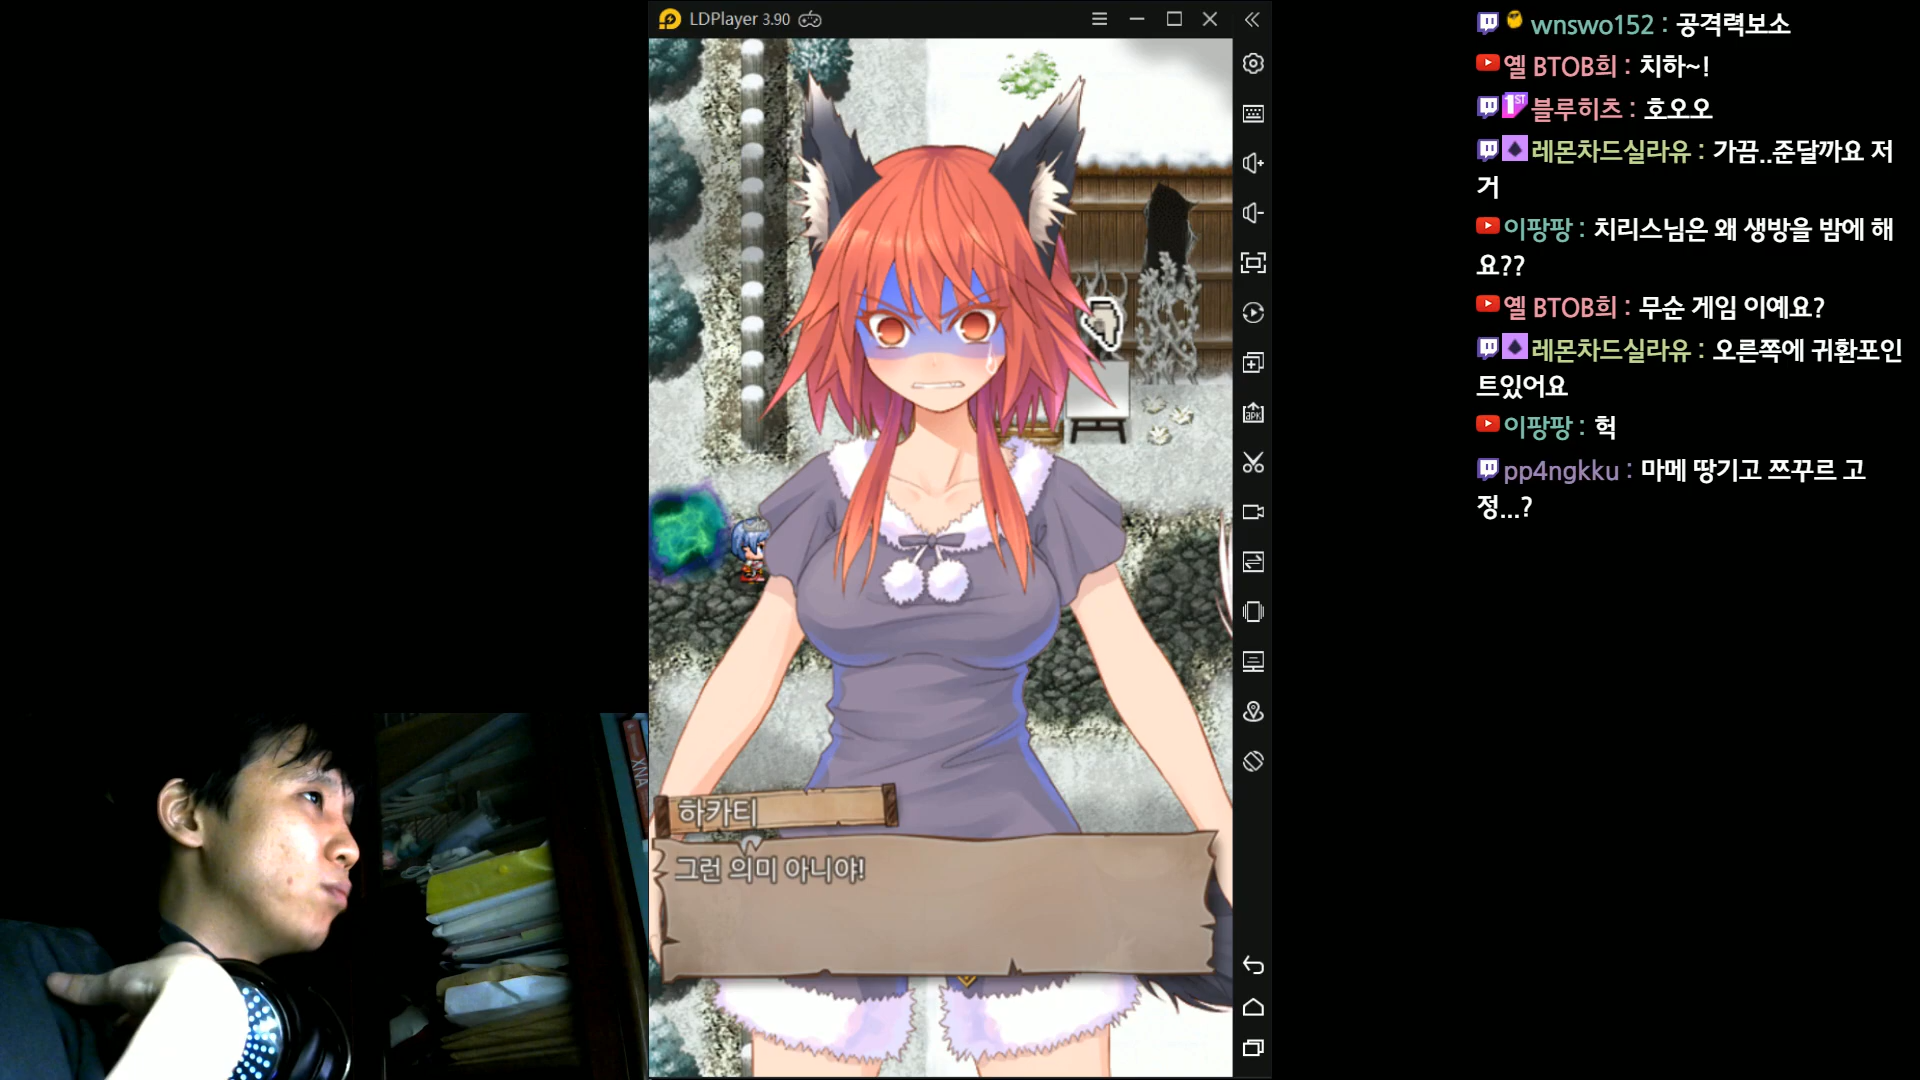 LDPlayer 3.90
wnswo152 : 공격력보소
옐 BTOB희 : 치하~!
1ST 블루히츠 : 호오오
레몬차드실라유 : 가끔..준달까요 저
거
이팡팡 : 치리스님은 왜 생방을 밤에 해
요??
옐 BTOB희 : 무순 게임 이예요?
레몬차드실라유 : 오른쪽에 귀환포인
트있어요
이팡팡 : 헉
pp4ngkku : 마메 땅기고 쯔꾸르 고
정...?
APK
XNA
하카티
그런 의미 아니야!